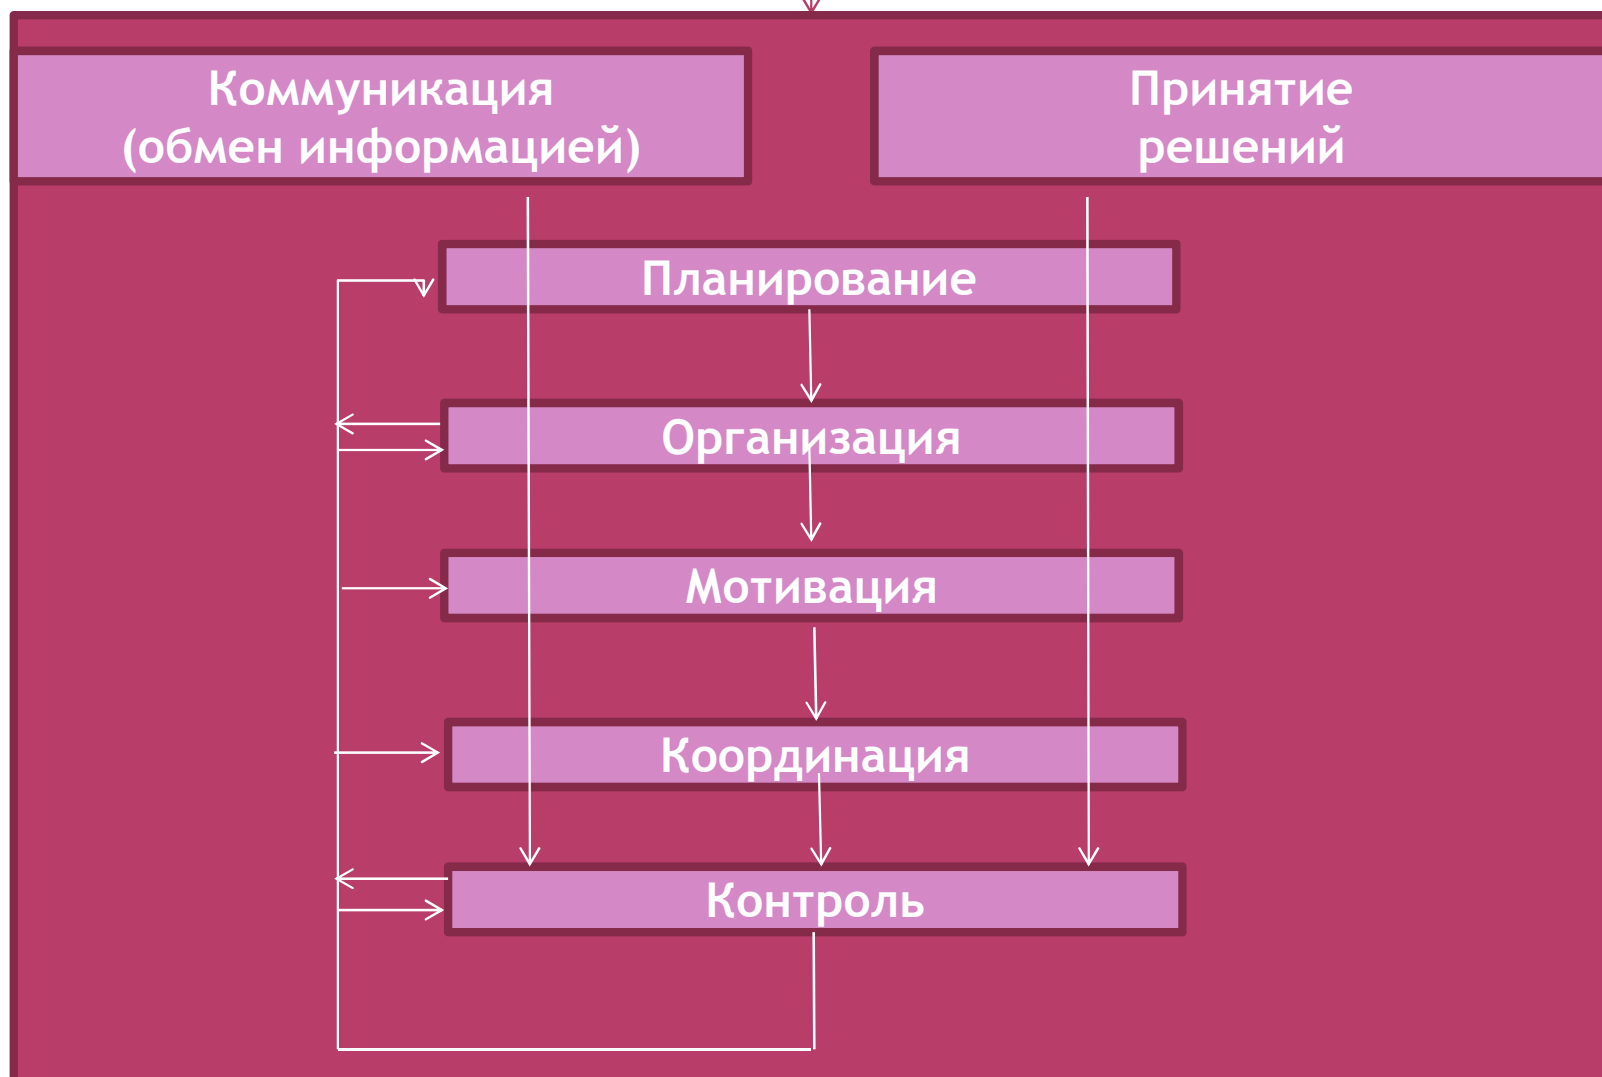 Коммуникация
(обмен информацией)
Принятие
решений
Планирование
Организация
Мотивация
Координация
Контроль